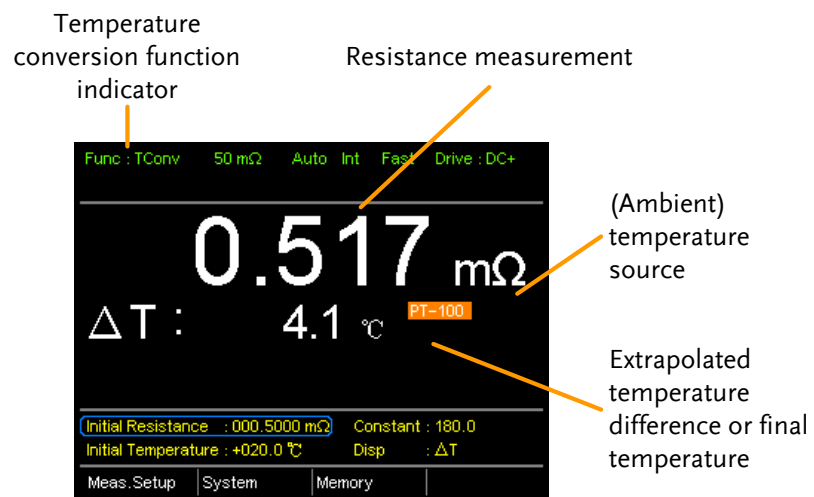 Temperature
conversion function
indicator
Resistance measurement
Func : TConv 50 mΩ Auto Int Fast Drive : DC+
0.517 mΩ
(Ambient)
temperature
source
PT-100
ΔT : 4.1 ℃
Extrapolated
temperature
difference or final
temperature
Initial Resistance : 000.5000 mΩ Constant : 180.0
Initial Temperature : +020.0 ℃ Disp : ΔT
Meas.Setup System Memory